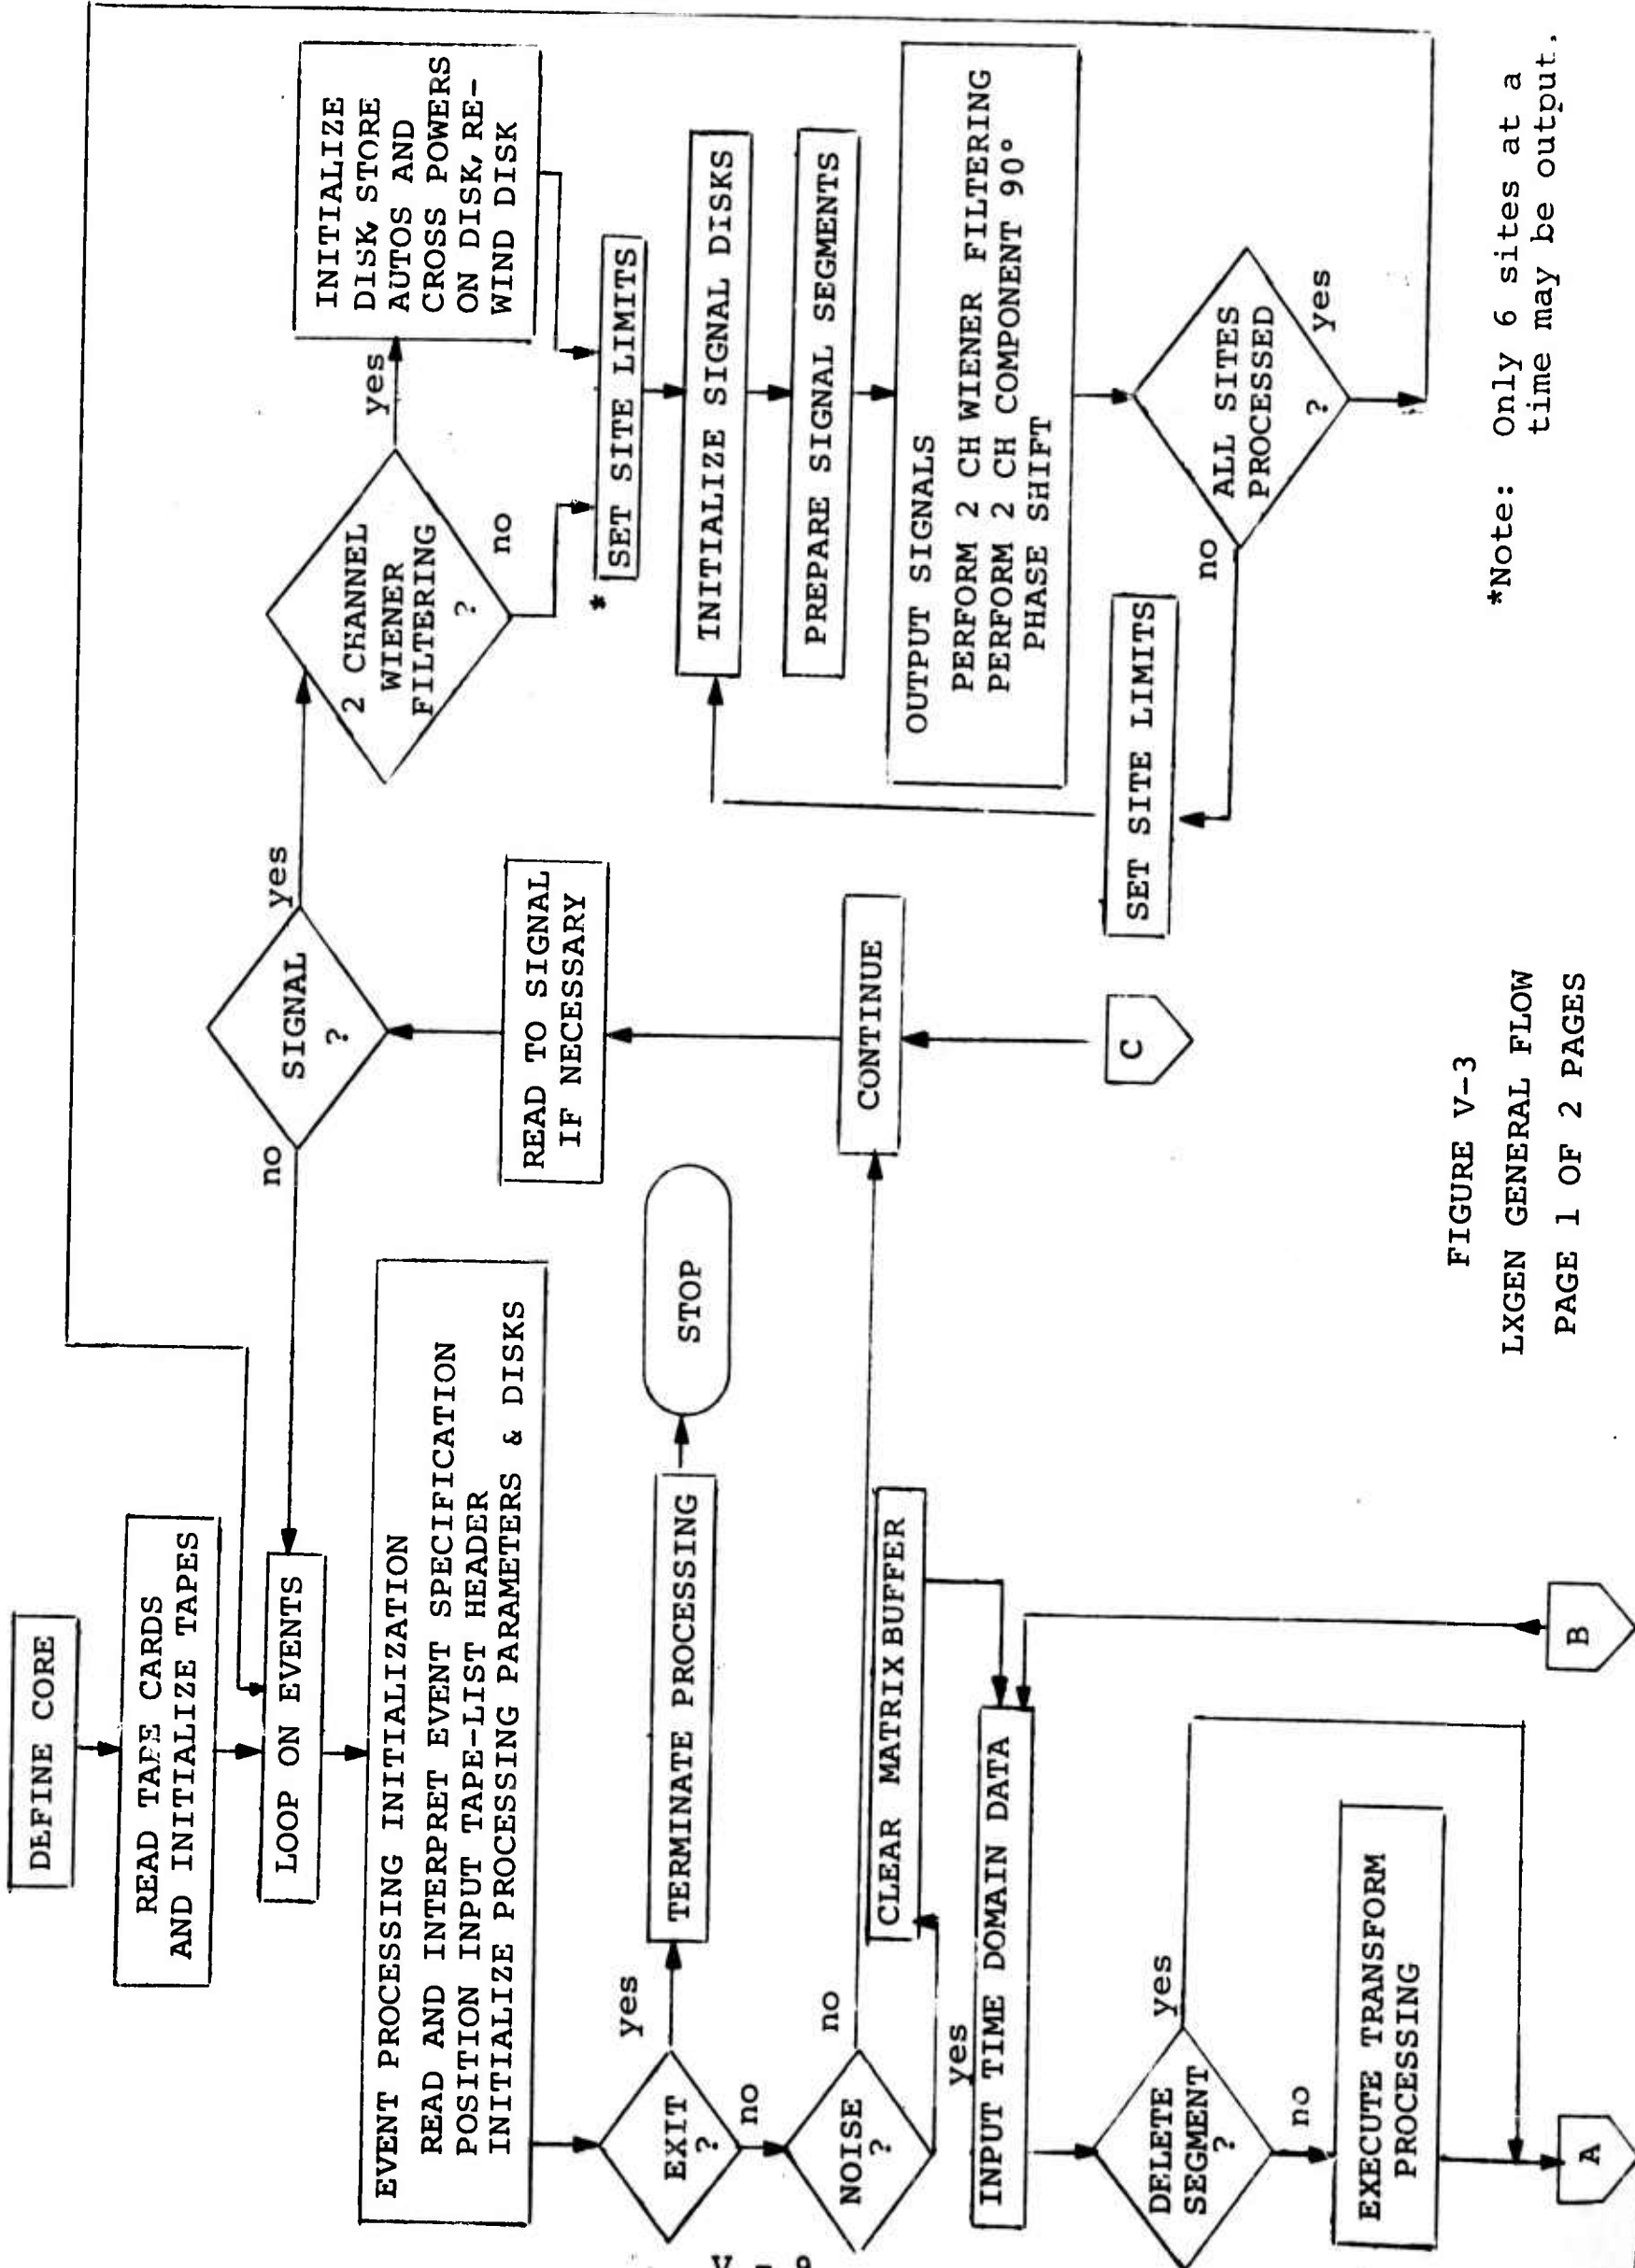 DEFINE CORE
READ TAPE CARDS
AND INITIALIZE TAPES
LOOP ON EVENTS
EVENT PROCESSING INITIALIZATION
READ AND INTERPRET EVENT SPECIFICATION
POSITION INPUT TAPE-LIST HEADER
INITIALIZE PROCESSING PARAMETERS & DISKS
EXIT
?
yes
TERMINATE PROCESSING
STOP
no
NOISE
?
no
yes
CLEAR MATRIX BUFFER
INPUT TIME DOMAIN DATA
DELETE
SEGMENT
?
yes
no
EXECUTE TRANSFORM
PROCESSING
A
B
SIGNAL
?
no
yes
READ TO SIGNAL
IF NECESSARY
CONTINUE
C
2 CHANNEL
WIENER
FILTERING
?
yes
no
INITIALIZE
DISK, STORE
AUTOS AND
CROSS POWERS
ON DISK, RE-
WIND DISK
* SET SITE LIMITS
INITIALIZE SIGNAL DISKS
PREPARE SIGNAL SEGMENTS
OUTPUT SIGNALS
PERFORM 2 CH WIENER FILTERING
PERFORM 2 CH COMPONENT 90°
PHASE SHIFT
ALL SITES
PROCESSED
?
no
yes
SET SITE LIMITS
*Note: Only 6 sites at a
time may be output.
FIGURE V-3
LXGEN GENERAL FLOW
PAGE 1 OF 2 PAGES
V - 9